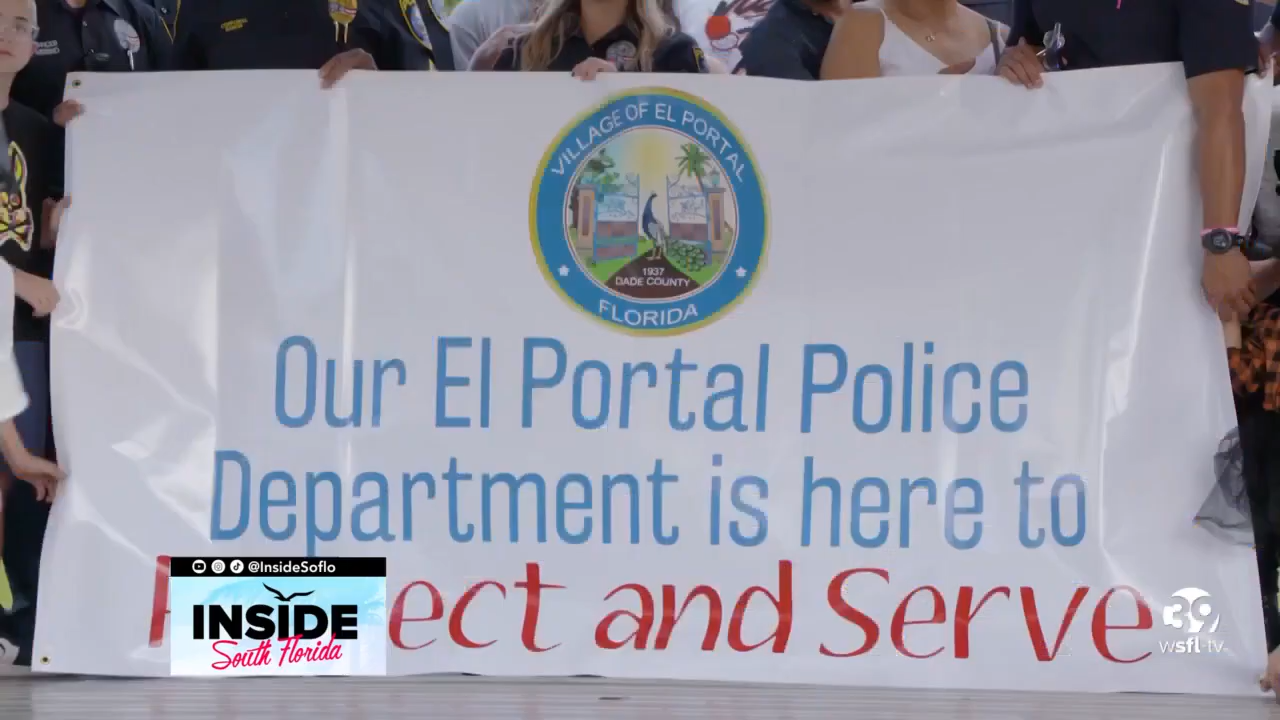 VILLAGE OF EL PORTAL
1937
DADE COUNTY
FLORIDA
Our El Portal Police
Department is here to
ect and Serve
@InsideSoflo
INSIDE
South Florida
39
wsfl-tv